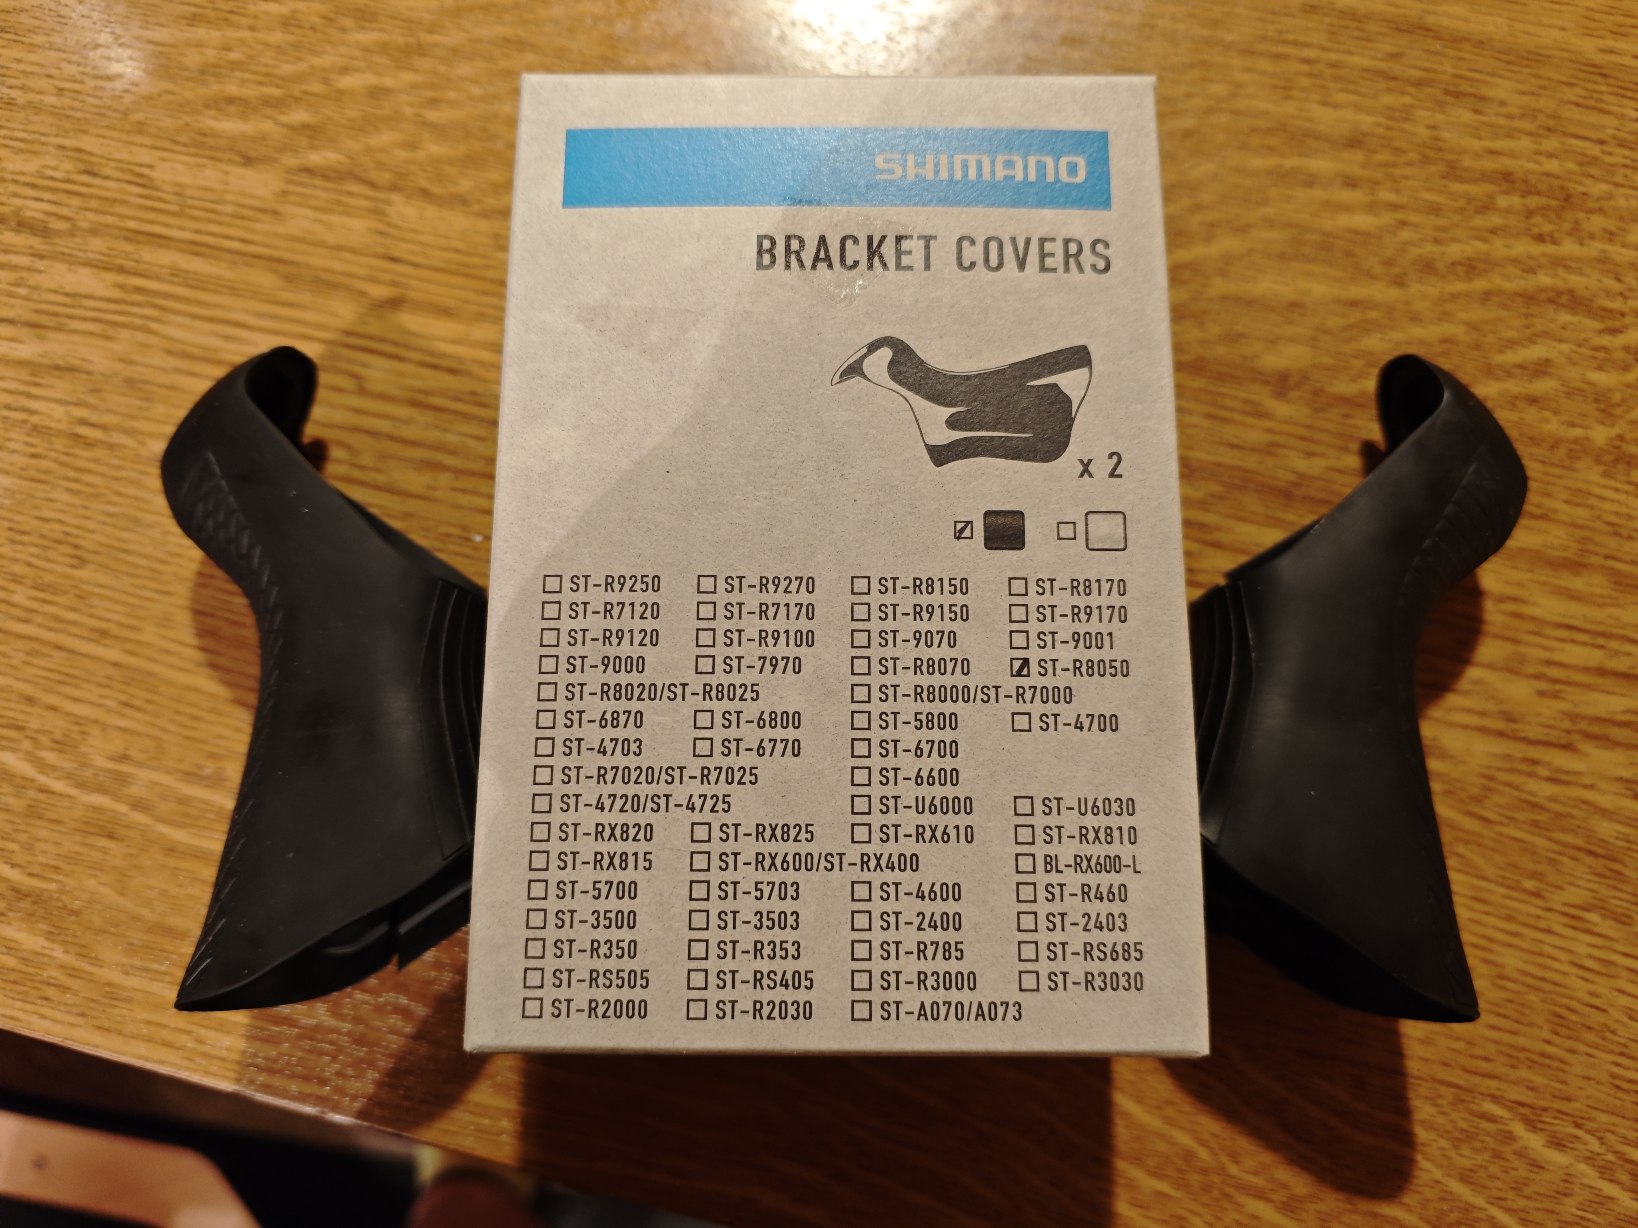 SHIMANO
BRACKET COVERS
x 2
ST-R9250 ST-R9270 ST-R8150 ST-R8170
ST-R7120 ST-R7170 ST-R9150 ST-R9170
ST-R9120 ST-R9100 ST-9070 ST-9001
ST-9000 ST-7970 ST-R8070 ST-R8050
ST-R8020/ST-R8025 ST-R8000/ST-R7000
ST-6870 ST-6800 ST-5800 ST-4700
ST-4703 ST-6770 ST-6700
ST-R7020/ST-R7025 ST-6600
ST-4720/ST-4725 ST-U6000 ST-U6030
ST-RX820 ST-RX825 ST-RX610 ST-RX810
ST-RX815 ST-RX600/ST-RX400 BL-RX600-L
ST-5700 ST-5703 ST-4600 ST-R460
ST-3500 ST-3503 ST-2400 ST-2403
ST-R350 ST-R353 ST-R785 ST-RS685
ST-RS505 ST-RS405 ST-R3000 ST-R3030
ST-R2000 ST-R2030 ST-A070/A073